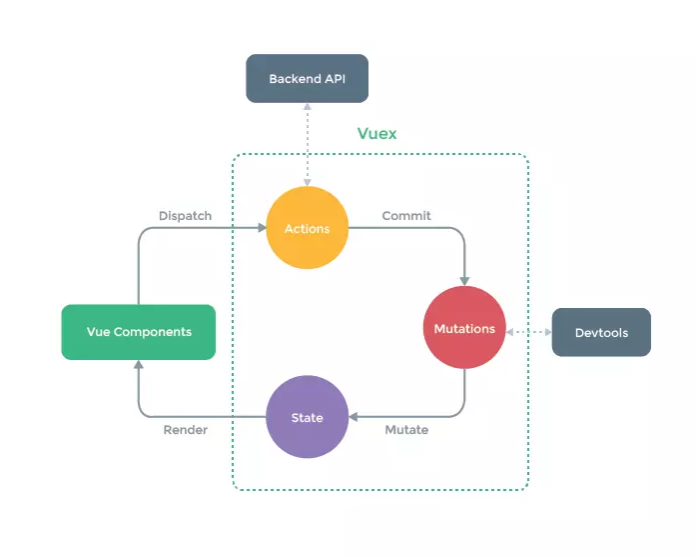 Backend API
Vuex
Dispatch
Actions
Commit
Vue Components
Mutations
Devtools
State
Render
Mutate